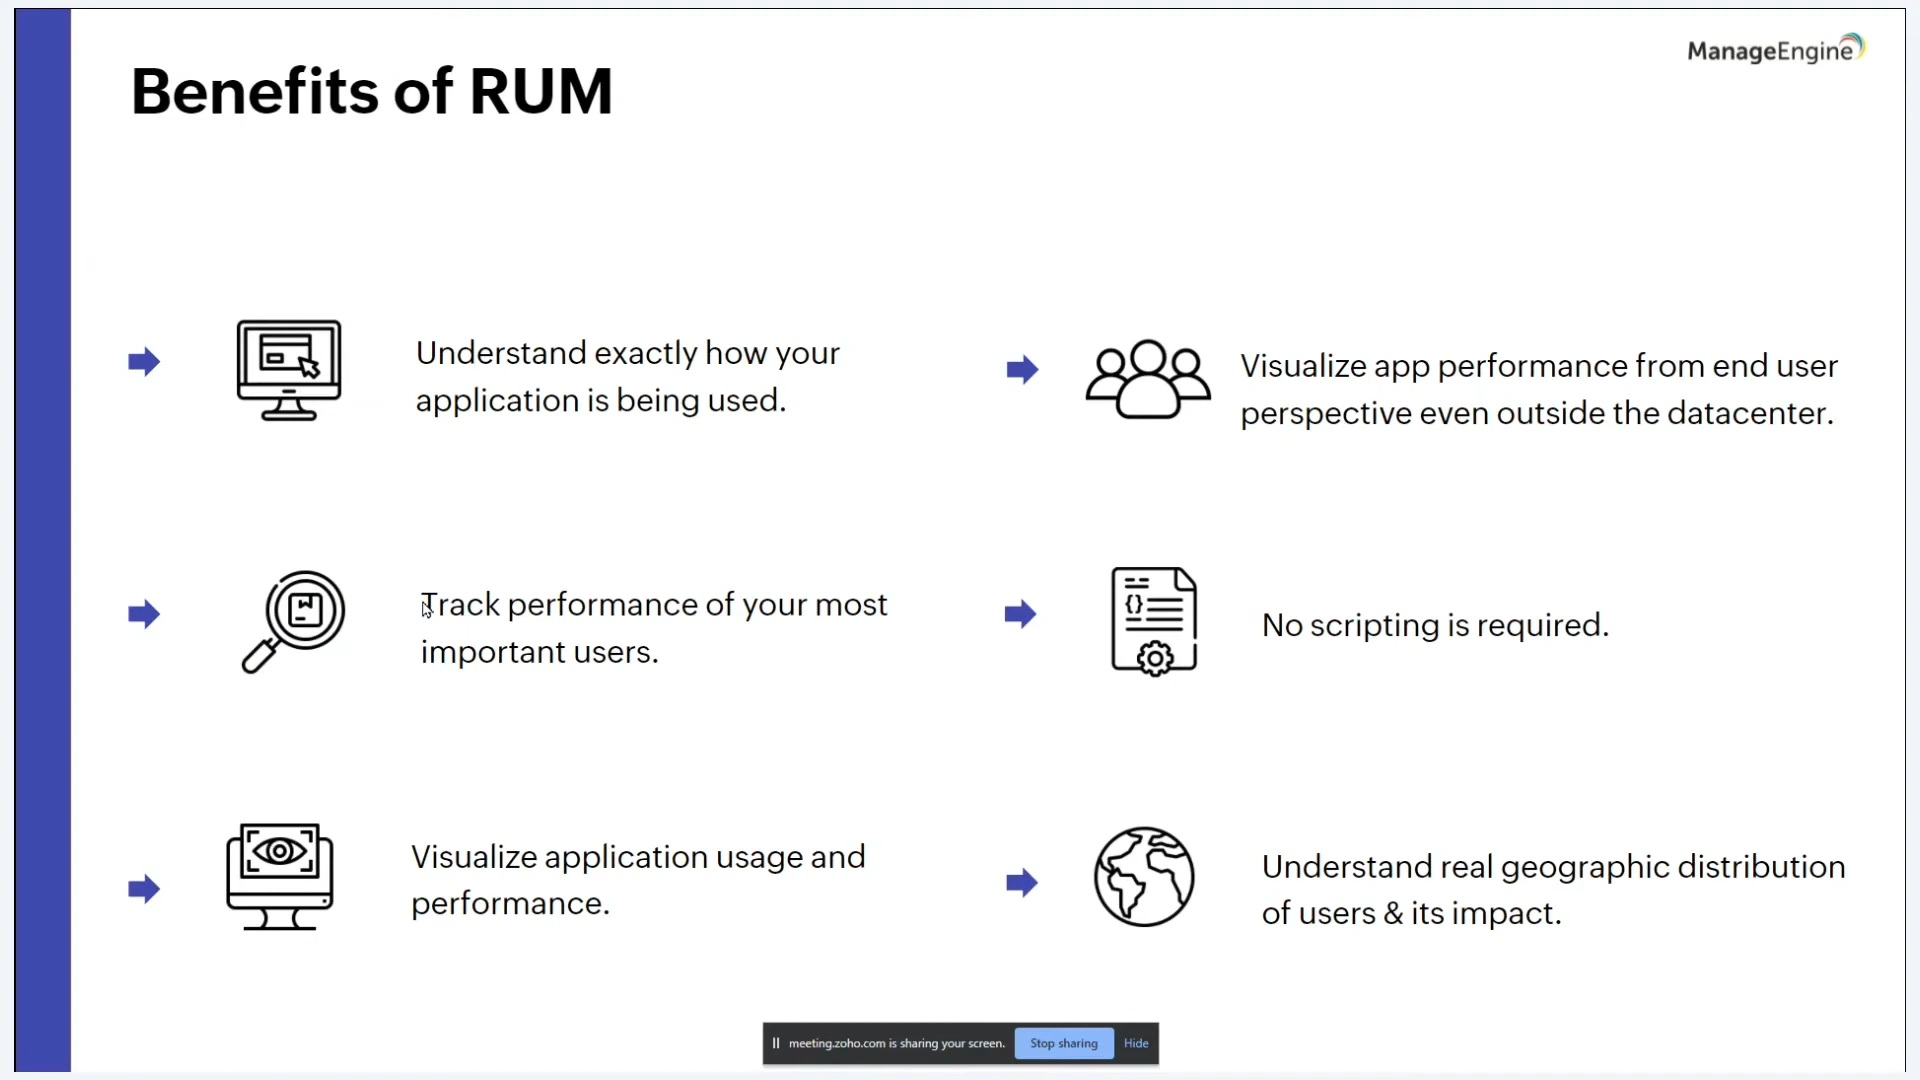 ManageEngine
Benefits of RUM
Understand exactly how your
application is being used.
Visualize app performance from end user
perspective even outside the datacenter.
Track performance of your most
important users.
{}
No scripting is required.
Visualize application usage and
performance.
Understand real geographic distribution
of users & its impact.
meeting.zoho.com is sharing your screen.
Stop sharing
Hide